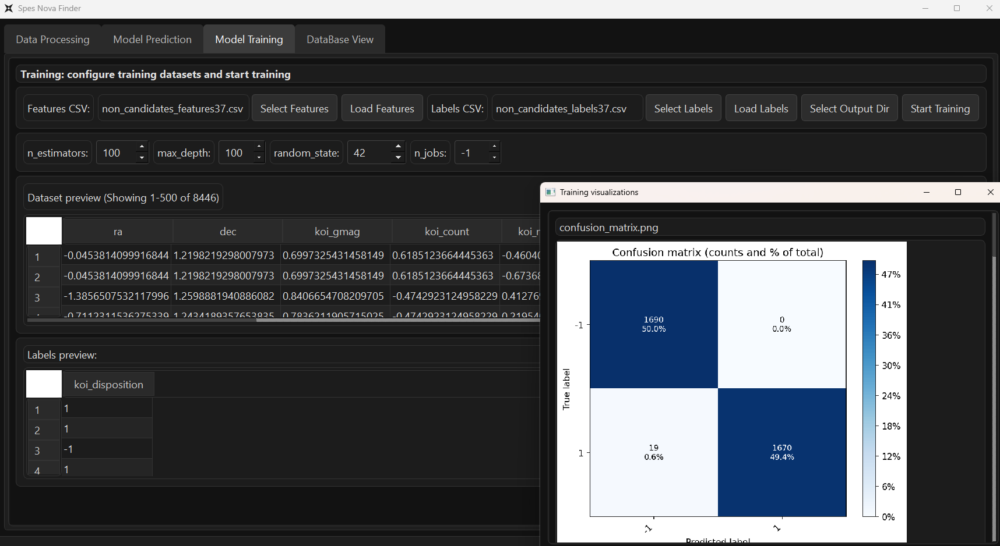 Spes Nova Finder
Data Processing Model Prediction Model Training DataBase View
Training: configure training datasets and start training
Features CSV: non_candidates_features37.csv Select Features Load Features Labels CSV: non_candidates_labels37.csv Select Labels Load Labels Select Output Dir Start Training
n_estimators: 100 max_depth: 100 random_state: 42 n_jobs: -1
Dataset preview (Showing 1-500 of 8446)
ra dec koi_gmag koi_count
1 -0.0453814099916844 1.2198219298007973 0.6997325431458149 0.6185123664445363 -0.4604
2 -0.0453814099916844 1.2198219298007973 0.6997325431458149 0.6185123664445363 -0.6736
3 -1.3856507532117996 1.2598881940886082 0.8406654708209705 -0.4742923124958229 0.4127
-0.7112311536275339 1.2434189357653835 0.7836211905715025 -0.4742923124958229 0.2195
Labels preview:
koi_disposition
1 1
2 1
3 -1
4 1
Training visualizations
confusion_matrix.png
Confusion matrix (counts and % of total)
True label
-1
1
1690
50.0%
0
0.0%
19
0.6%
1670
49.4%
-1
1
Predicted label
47%
41%
36%
30%
24%
18%
12%
6%
0%